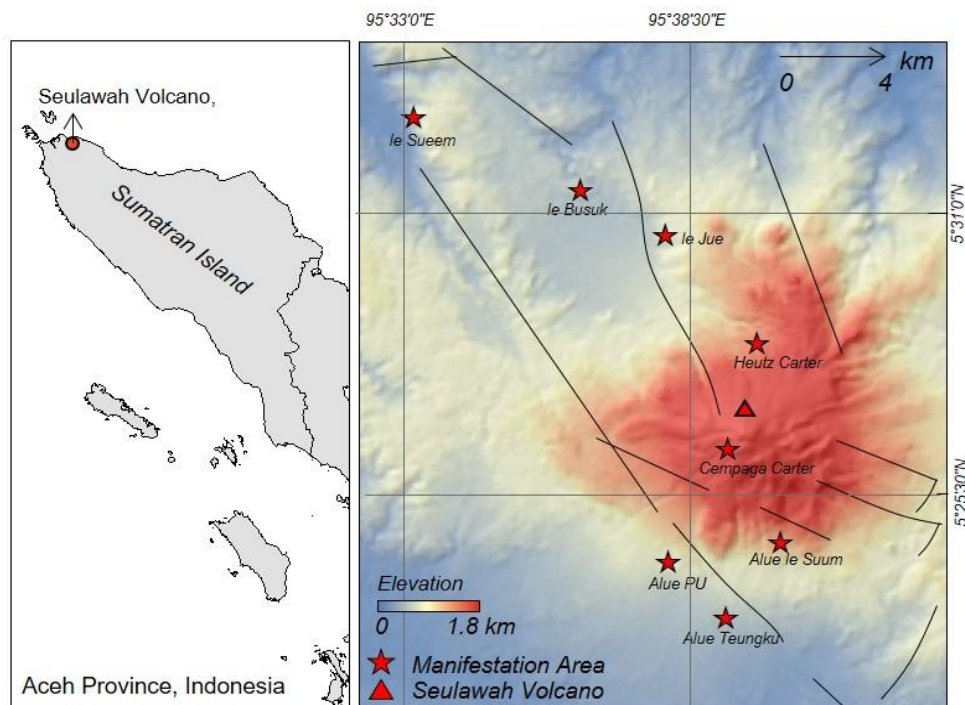 Seulawah Volcano,
Sumatran Island
Aceh Province, Indonesia
95°33'0"E
95°38'30"E
0 4 km
Ie Sueem
Ie Busuk
5°31'0"N
Ie Jue
Heutz Carter
Cempaga Carter
5°25'30"N
Alue Ie Suum
Alue PU
Alue Teungku
Elevation
0 1.8 km
Manifestation Area
Seulawah Volcano